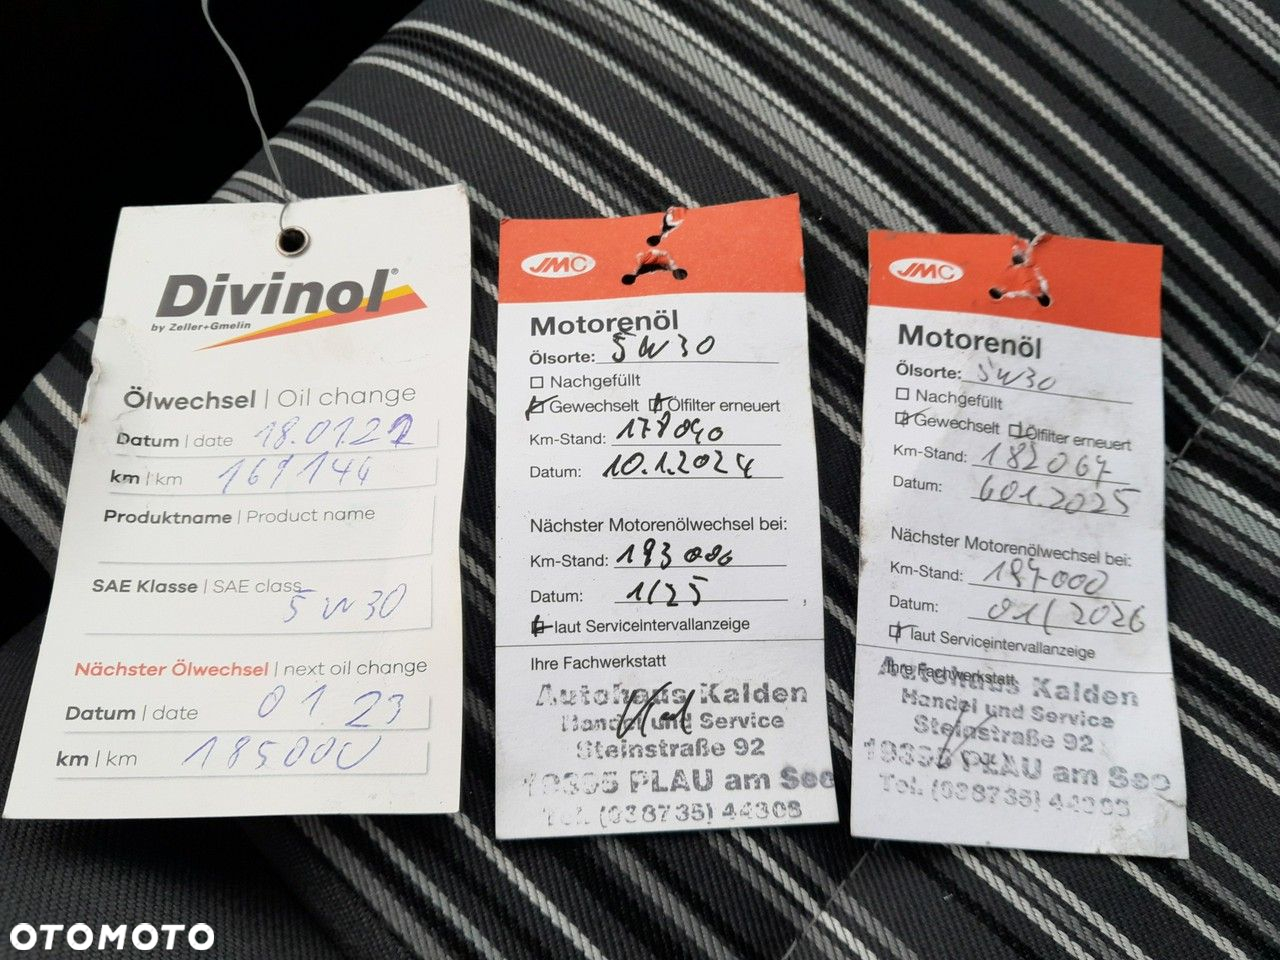 Divinol®
by Zeller+Gmelin
Ölwechsel | Oil change
Datum | date 18.01.22
km | km 169144
Produktname | Product name
SAE Klasse | SAE class
5W30
Nächster Ölwechsel | next oil change
Datum | date 01.23
km | km 185000
JMC
Motorenöl
Ölsorte: 5W30
Nachgefüllt
Gewechselt Ölfilter erneuert
Km-Stand: 178040
Datum: 10.1.2024
Nächster Motorenölwechsel bei:
Km-Stand: 193000
Datum: 1/25
laut Serviceintervallanzeige
Ihre Fachwerkstatt
Autohaus Kalden
Handel und Service
Steinstraße 92
19395 PLAU am See
Tel. (038735) 44303
JMC
Motorenöl
Ölsorte: 5W30
Nachgefüllt
Gewechselt Ölfilter erneuert
Km-Stand: 182067
Datum: 601.2025
Nächster Motorenölwechsel bei:
Km-Stand: 197000
Datum: 01/2026
laut Serviceintervallanzeige
Ihre Fachwerkstatt
Autohaus Kalden
Handel und Service
Steinstraße 92
19395 PLAU am See
Tel. (038735) 44303
OTOMOTO